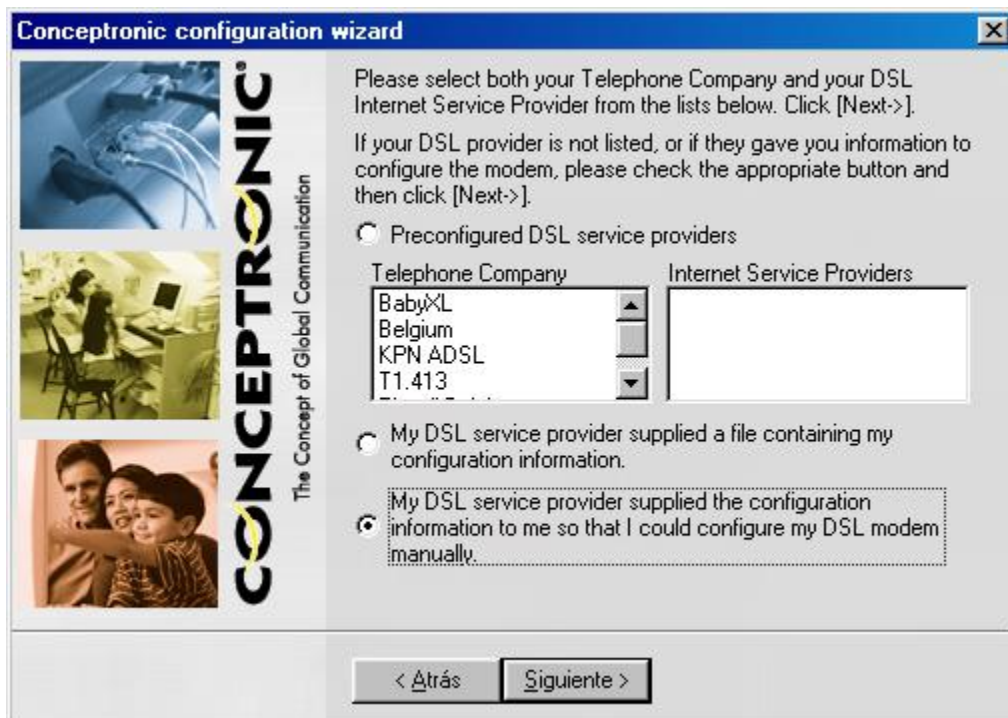 Conceptronic configuration wizard
CONCEPTRONIC®
The Concept of Global Communication
Please select both your Telephone Company and your DSL
Internet Service Provider from the lists below. Click [Next->].
If your DSL provider is not listed, or if they gave you information to
configure the modem, please check the appropriate button and
then click [Next->].
Preconfigured DSL service providers
Telephone Company
Internet Service Providers
BabyXL
Belgium
KPN ADSL
T1.413
My DSL service provider supplied a file containing my
configuration information.
My DSL service provider supplied the configuration
information to me so that I could configure my DSL modem
manually.
< Atrás
Siguiente >